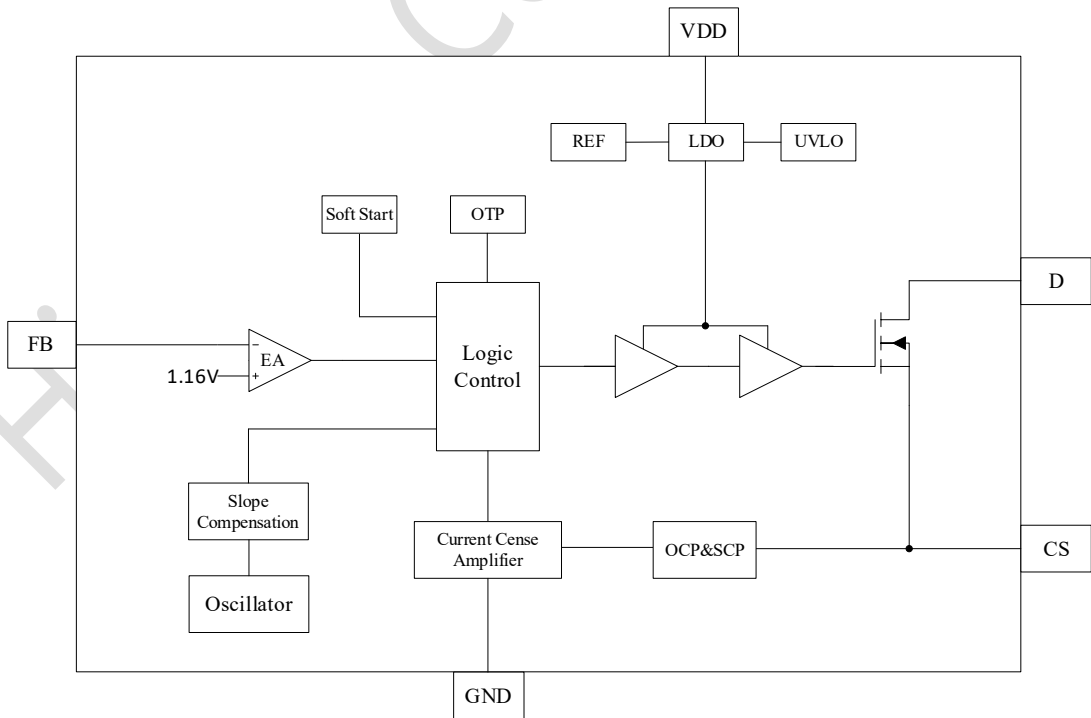 VDD
REF
LDO
UVLO
Soft Start
OTP
D
FB
−
EA
1.16V
+
Logic
Control
Slope
Compensation
Current Cense
Amplifier
OCP&SCP
CS
Oscillator
GND